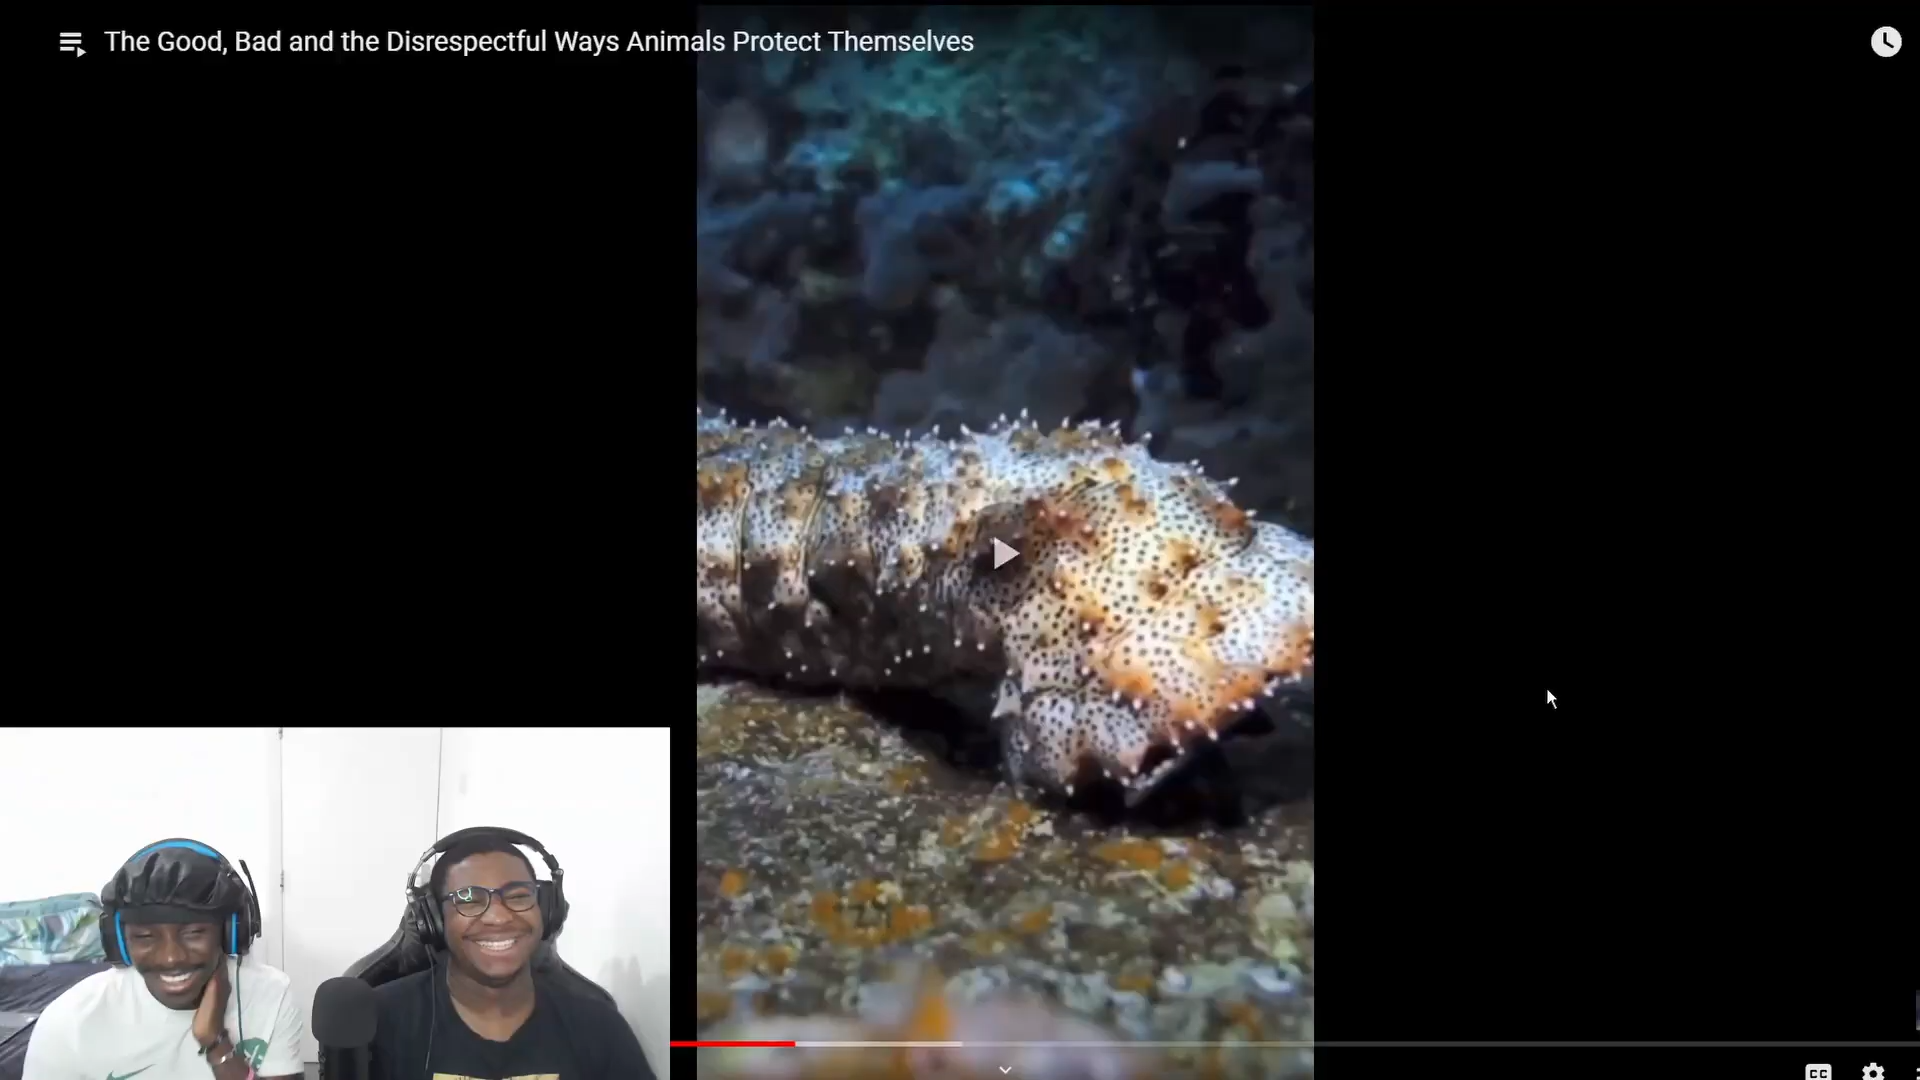 The Good, Bad and the Disrespectful Ways Animals Protect Themselves
CC